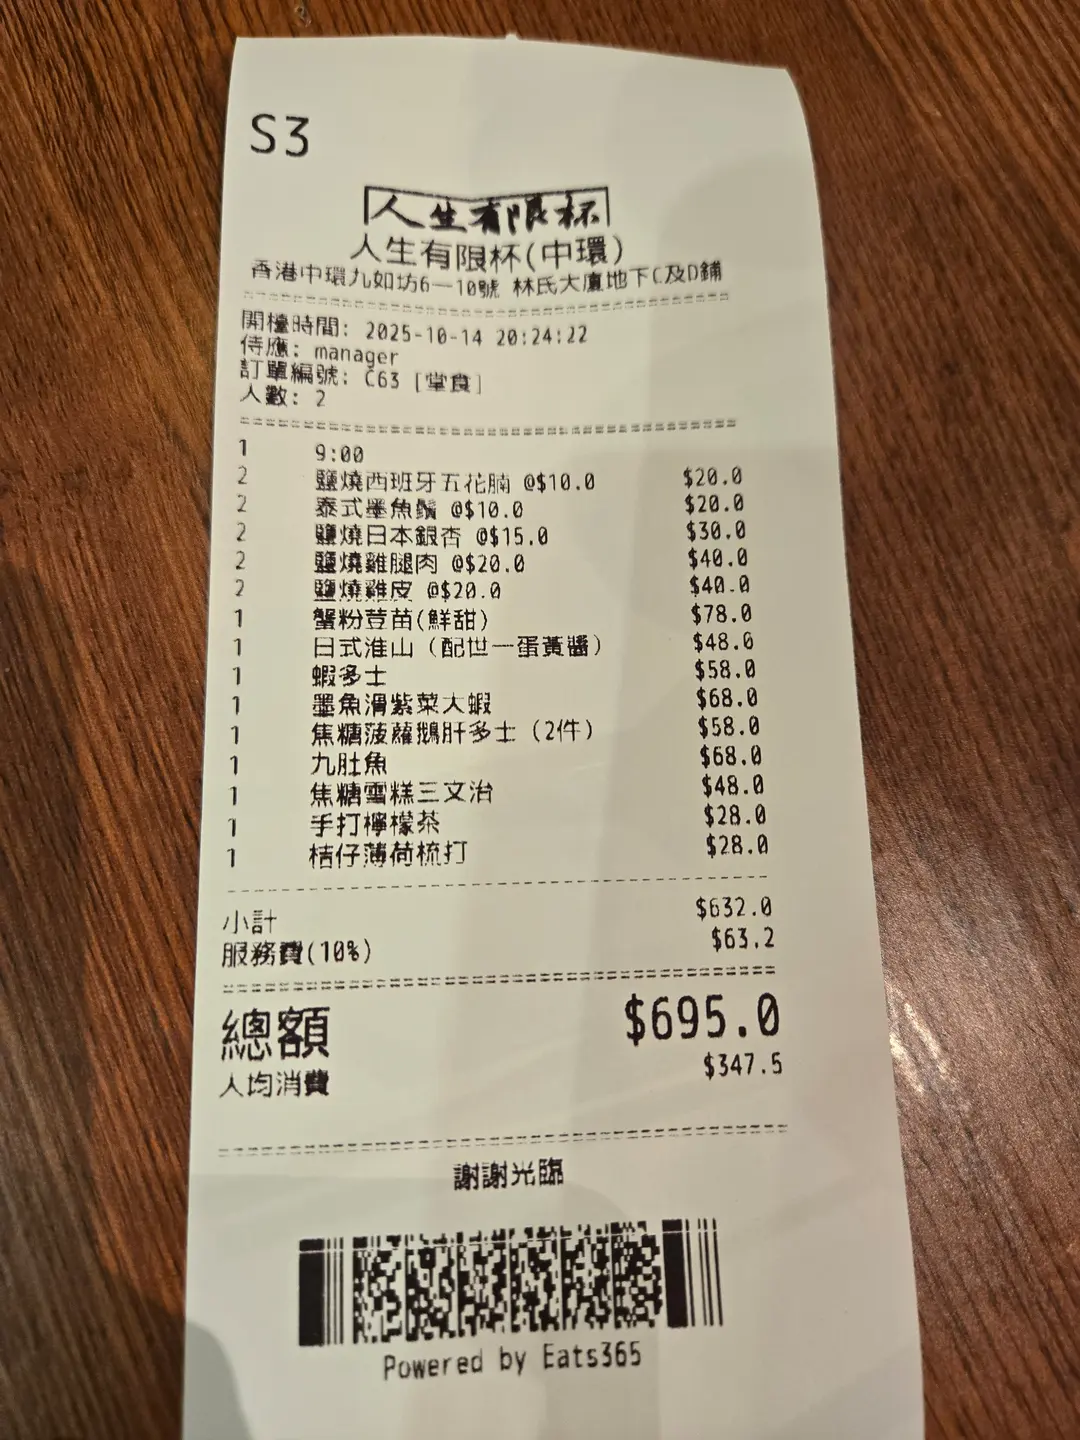 S3
人生有限杯
人生有限杯(中環)
香港中環九如坊6—10號 林氏大廈地下C及D鋪
開檯時間: 2025-10-14 20:24:22
侍應: manager
訂單編號: C63 [堂食]
人數: 2
1 9:00
2 鹽燒西班牙五花腩 @$10.0 $20.0
2 泰式墨魚鬚 @$10.0 $20.0
2 鹽燒日本銀杏 @$15.0 $30.0
2 鹽燒雞腿肉 @$20.0 $40.0
2 鹽燒雞皮 @$20.0 $40.0
1 蟹粉荳苗(鮮甜) $78.0
1 日式淮山（配世一蛋黃醬） $48.0
1 蝦多士 $58.0
1 墨魚滑紫菜大蝦 $68.0
1 焦糖菠蘿鵝肝多士（2件） $58.0
1 九肚魚 $68.0
1 焦糖雪糕三文治 $48.0
1 手打檸檬茶 $28.0
1 桔仔薄荷梳打 $28.0
小計 $632.0
服務費(10%) $63.2
總額 $695.0
人均消費 $347.5
謝謝光臨
Powered by Eats365